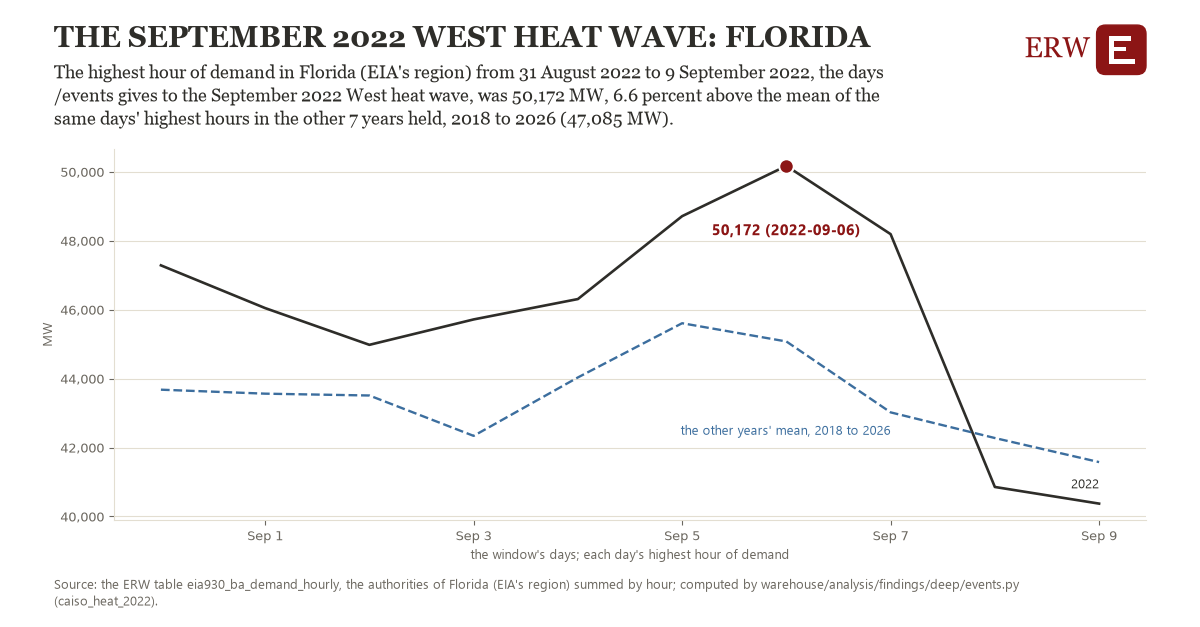 THE SEPTEMBER 2022 WEST HEAT WAVE: FLORIDA
ERW E
The highest hour of demand in Florida (EIA's region) from 31 August 2022 to 9 September 2022, the days
/events gives to the September 2022 West heat wave, was 50,172 MW, 6.6 percent above the mean of the
same days' highest hours in the other 7 years held, 2018 to 2026 (47,085 MW).
50,000
48,000
46,000
44,000
42,000
40,000
MW
50,172 (2022-09-06)
the other years' mean, 2018 to 2026
2022
Sep 1
Sep 3
Sep 5
Sep 7
Sep 9
the window's days; each day's highest hour of demand
Source: the ERW table eia930_ba_demand_hourly, the authorities of Florida (EIA's region) summed by hour; computed by warehouse/analysis/findings/deep/events.py
(caiso_heat_2022).